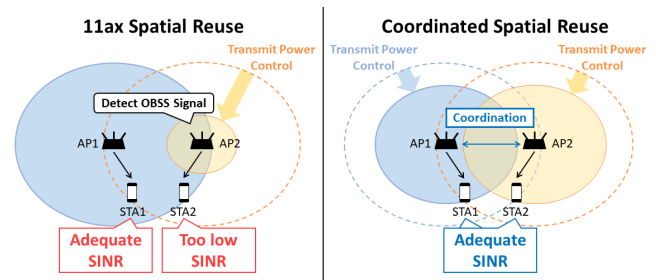 11ax Spatial Reuse
Transmit Power
Control
Detect OBSS Signal
AP1
AP2
STA1
STA2
Adequate
SINR
Too low
SINR
Coordinated Spatial Reuse
Transmit Power
Control
Transmit Power
Control
Coordination
AP1
AP2
STA1
STA2
Adequate
SINR